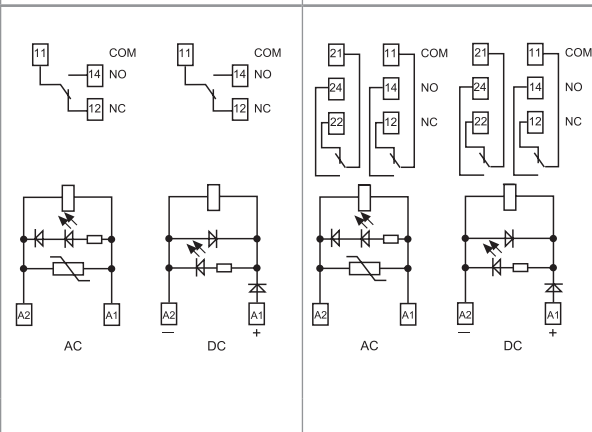 11 COM 11 COM 21 11 COM 21 11 COM
14 NO 14 NO 24 14 NO 24 14 NO
12 NC 12 NC 22 12 NC 22 12 NC
A2 A1 A2 A1 A2 A1 A2 A1
— + — +
AC DC AC DC